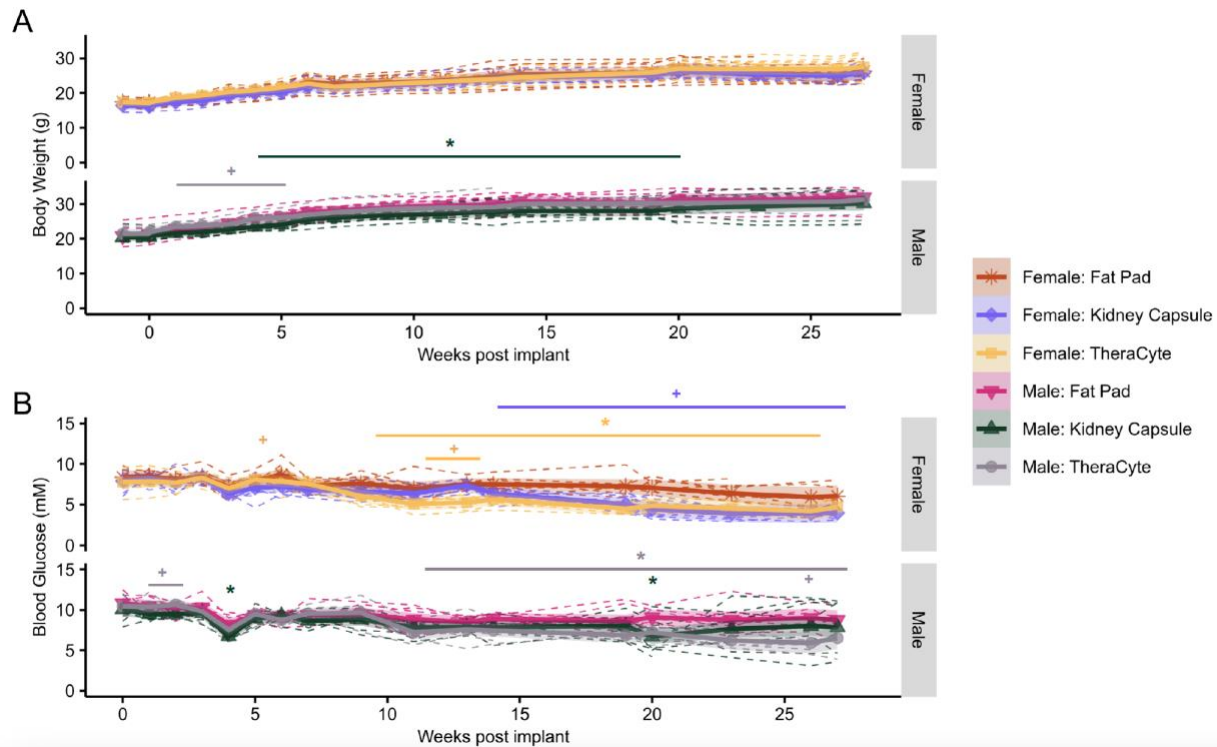 A
Body Weight (g)
30
20
10
0
Female
*
+
30
20
10
0
Male
0 5 10 15 20 25
Weeks post implant
Female: Fat Pad
Female: Kidney Capsule
Female: TheraCyte
Male: Fat Pad
Male: Kidney Capsule
Male: TheraCyte
B
Blood Glucose (mM)
+
*
+ +
15
10
5
0
Female
*
+ * * +
15
10
5
0
Male
0 5 10 15 20 25
Weeks post implant